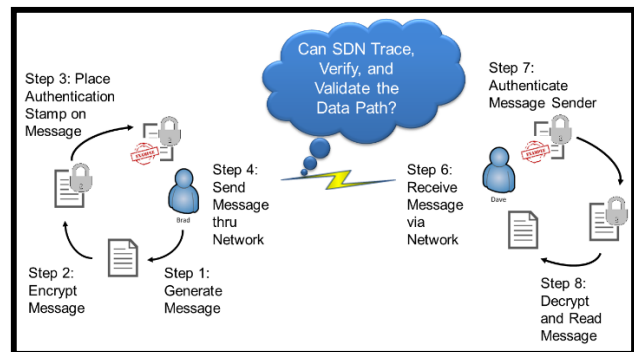 Can SDN Trace,
Verify, and
Validate the
Data Path?
Step 3: Place
Authentication
Stamp on
Message
EXAMPLE
Step 4:
Send
Message
thru
Network
Brad
Step 2:
Encrypt
Message
Step 1:
Generate
Message
Step 6:
Receive
Message
via
Network
Step 7:
Authenticate
Message Sender
EXAMPLE
Dave
Step 8:
Decrypt
and Read
Message